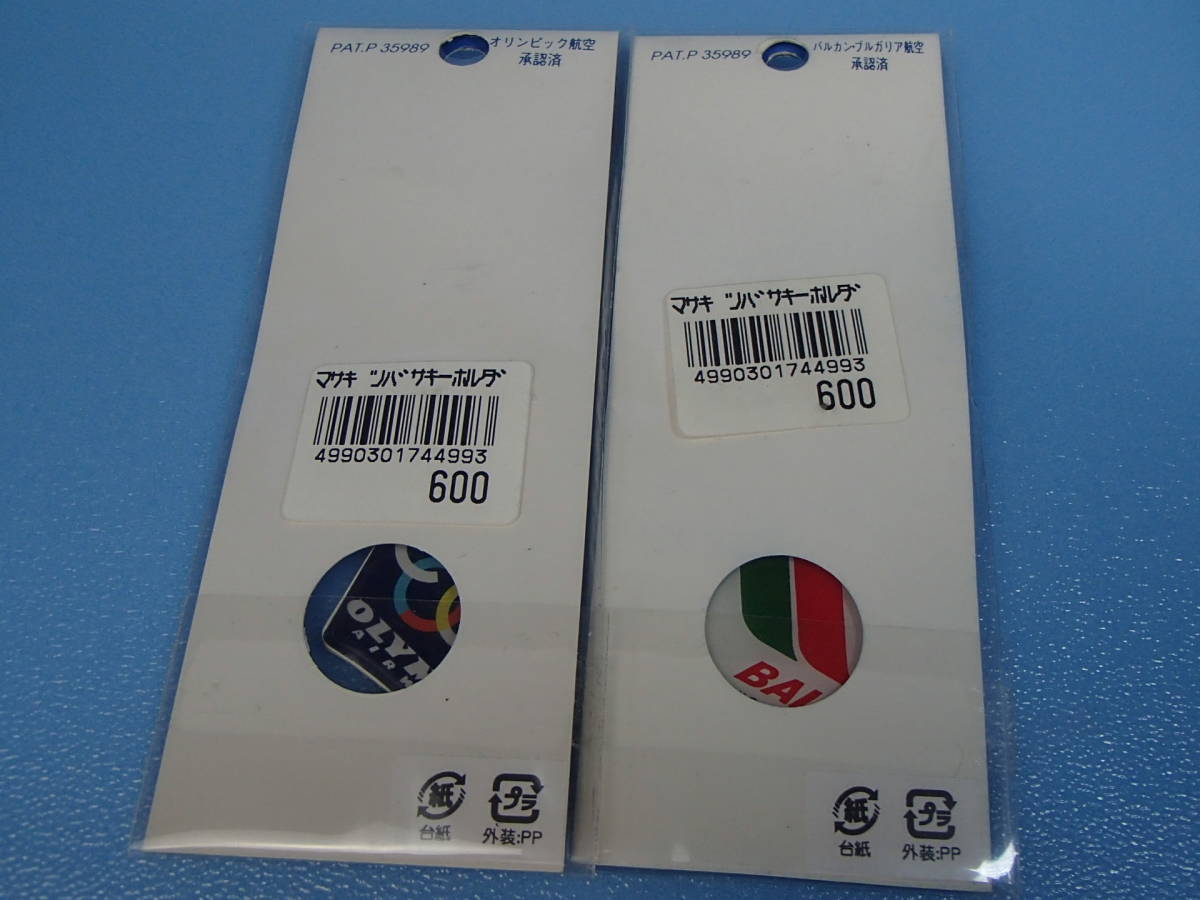 PAT.P 35989
オリンピック航空
承認済
マサキ ツバサキーホルダ
4990301744993
600
OLYM
AIR
紙
台紙
プラ
外装:PP
PAT.P 35989
バルカン・ブルガリア航空
承認済
マサキ ツバサキーホルダ
4990301744993
600
BAL
紙
台紙
プラ
外装:PP